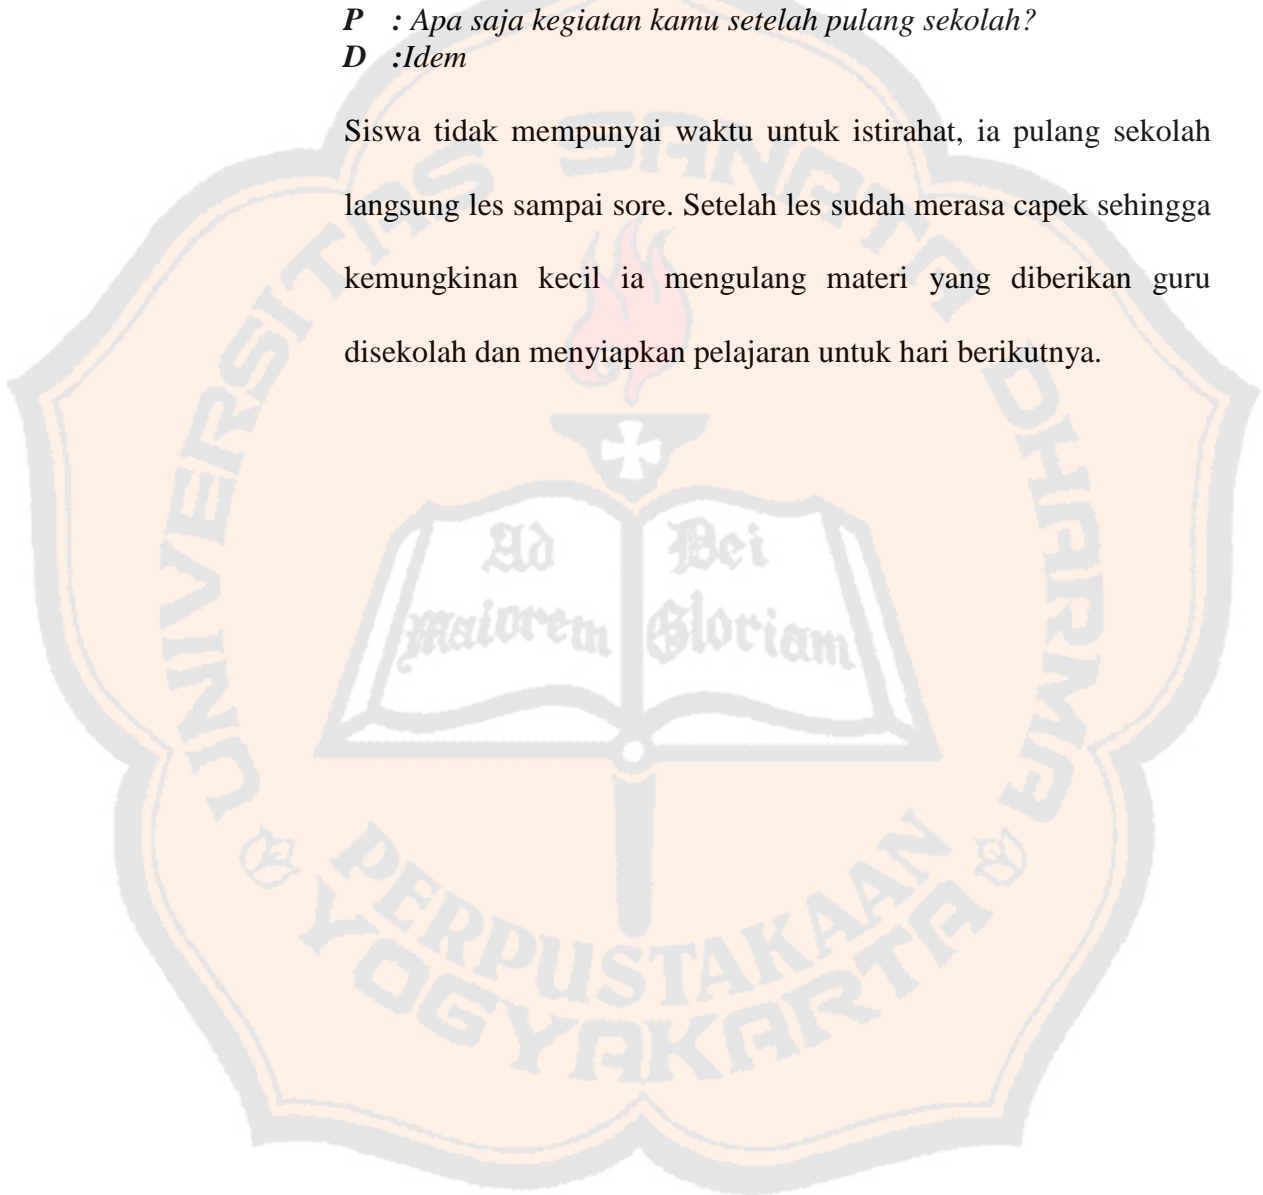 P : Apa saja kegiatan kamu setelah pulang sekolah?
D :Idem
Siswa tidak mempunyai waktu untuk istirahat, ia pulang sekolah
langsung les sampai sore. Setelah les sudah merasa capek sehingga
kemungkinan kecil ia mengulang materi yang diberikan guru
disekolah dan menyiapkan pelajaran untuk hari berikutnya.
UNIVERSITAS SANATA DHARMA
Ad Dei
Maiorem Gloriam
PERPUSTAKAAN
YOGYAKARTA